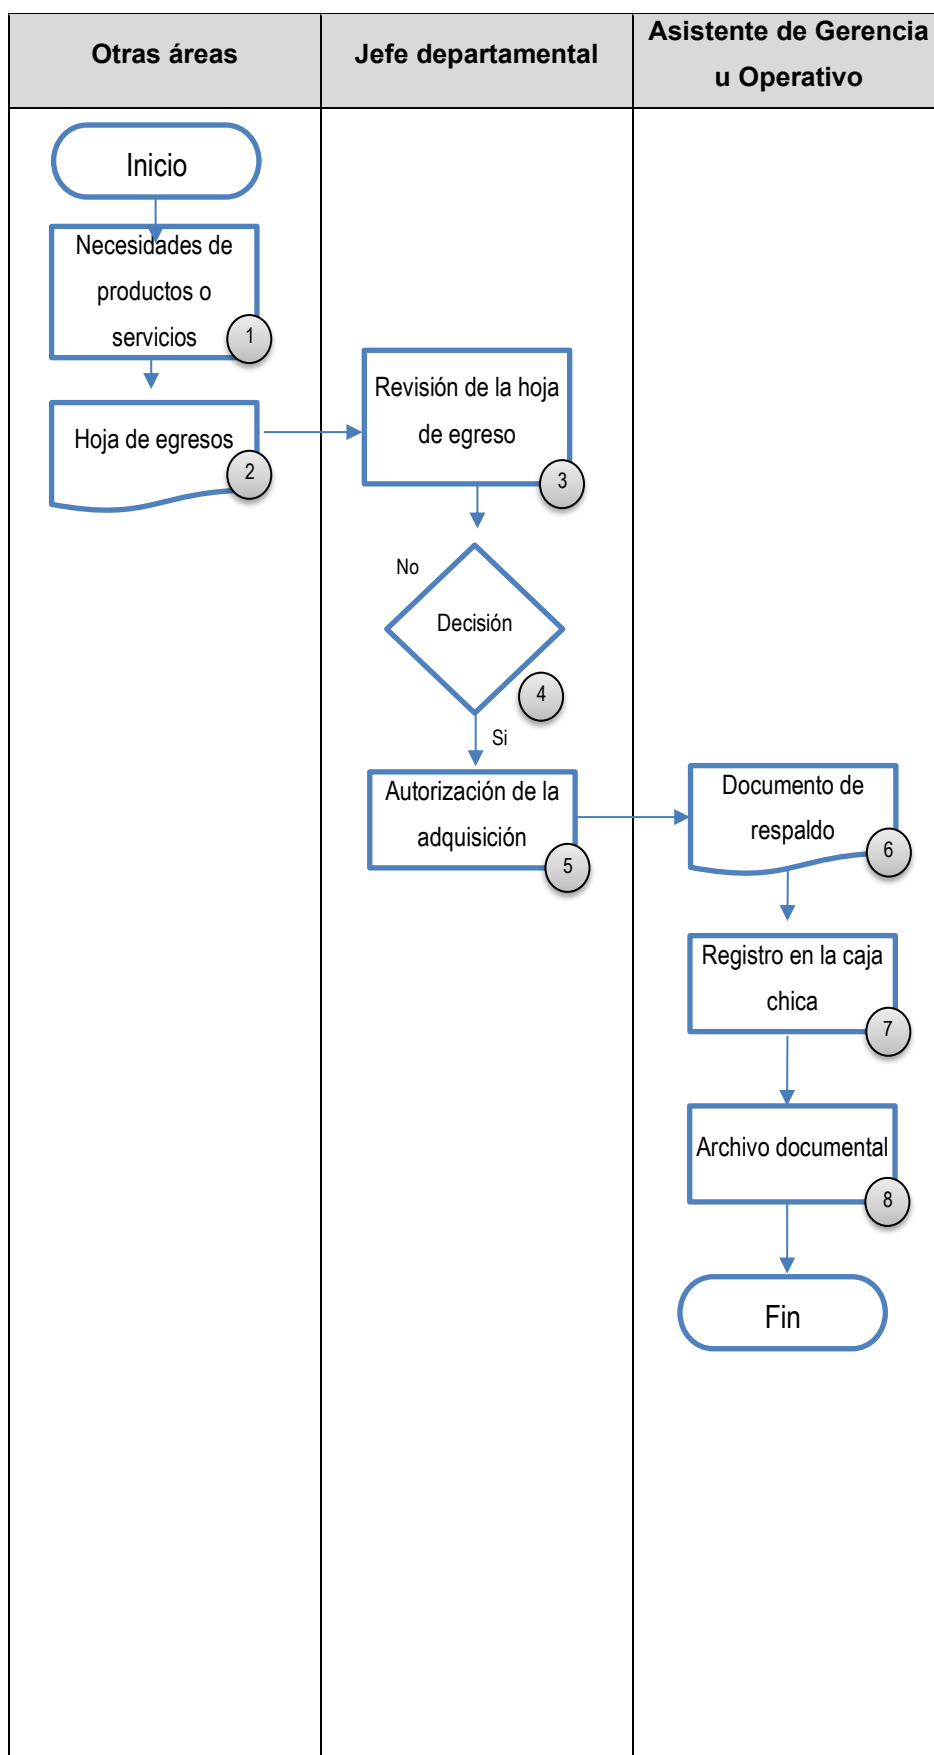 Otras áreas
Jefe departamental
Asistente de Gerencia
u Operativo
Inicio
Necesidades de
productos o
servicios
1
Hoja de egresos
2
Revisión de la hoja
de egreso
3
No
Decisión
4
Si
Autorización de la
adquisición
5
Documento de
respaldo
6
Registro en la caja
chica
7
Archivo documental
8
Fin